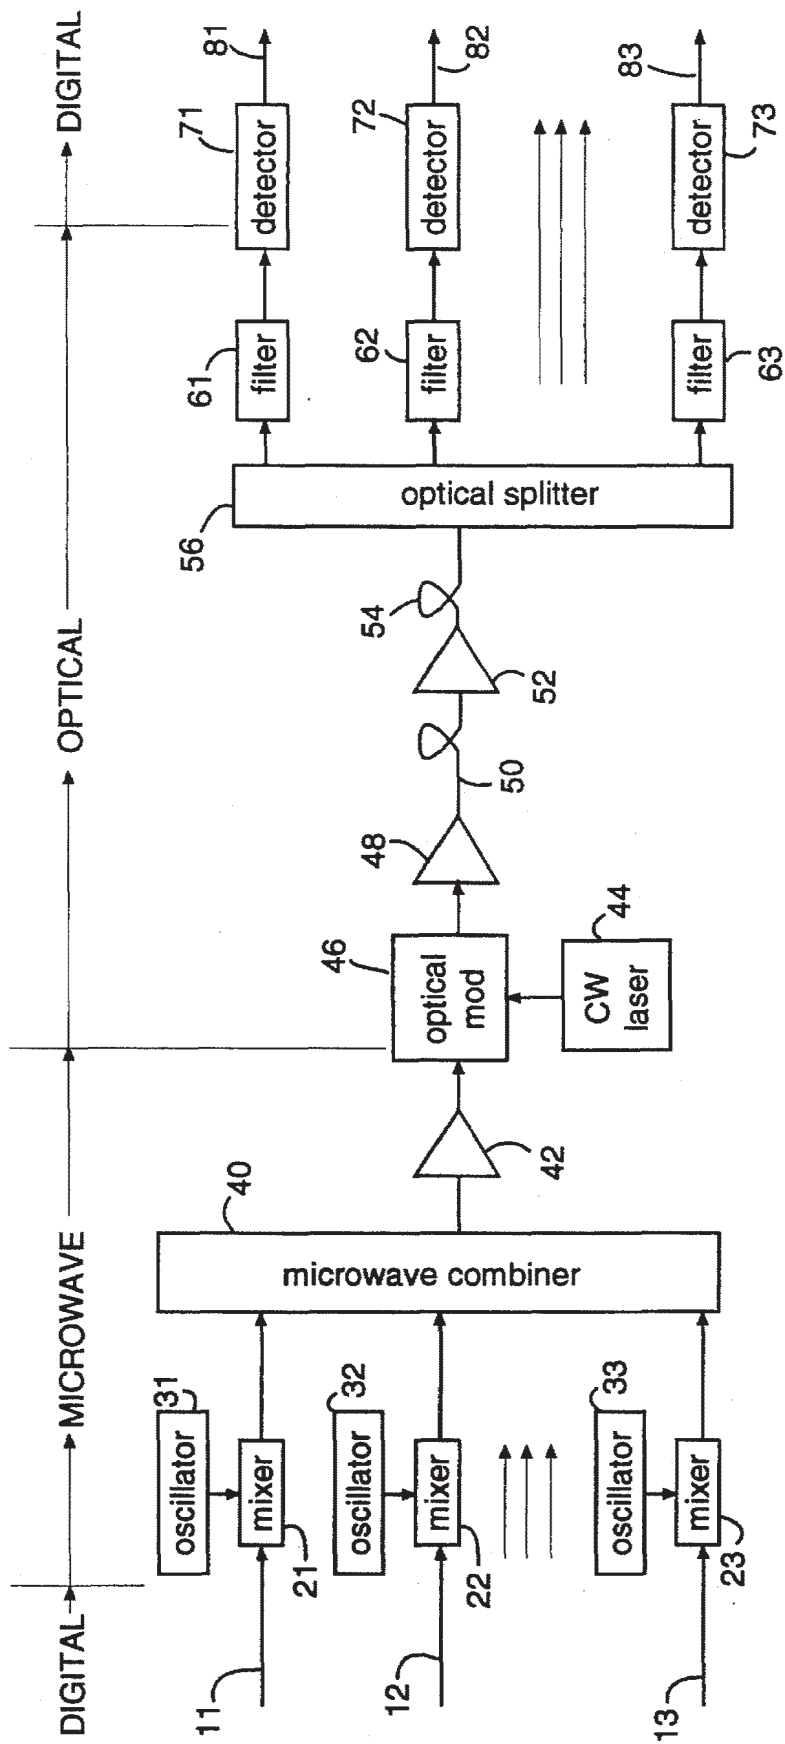 DIGITAL
MICROWAVE
OPTICAL
DIGITAL
11
oscillator
31
mixer
21
12
oscillator
32
mixer
22
13
oscillator
33
mixer
23
microwave combiner
40
42
optical
mod
46
CW
laser
44
48
50
52
54
optical splitter
56
filter
61
detector
71
81
filter
62
detector
72
82
filter
63
detector
73
83